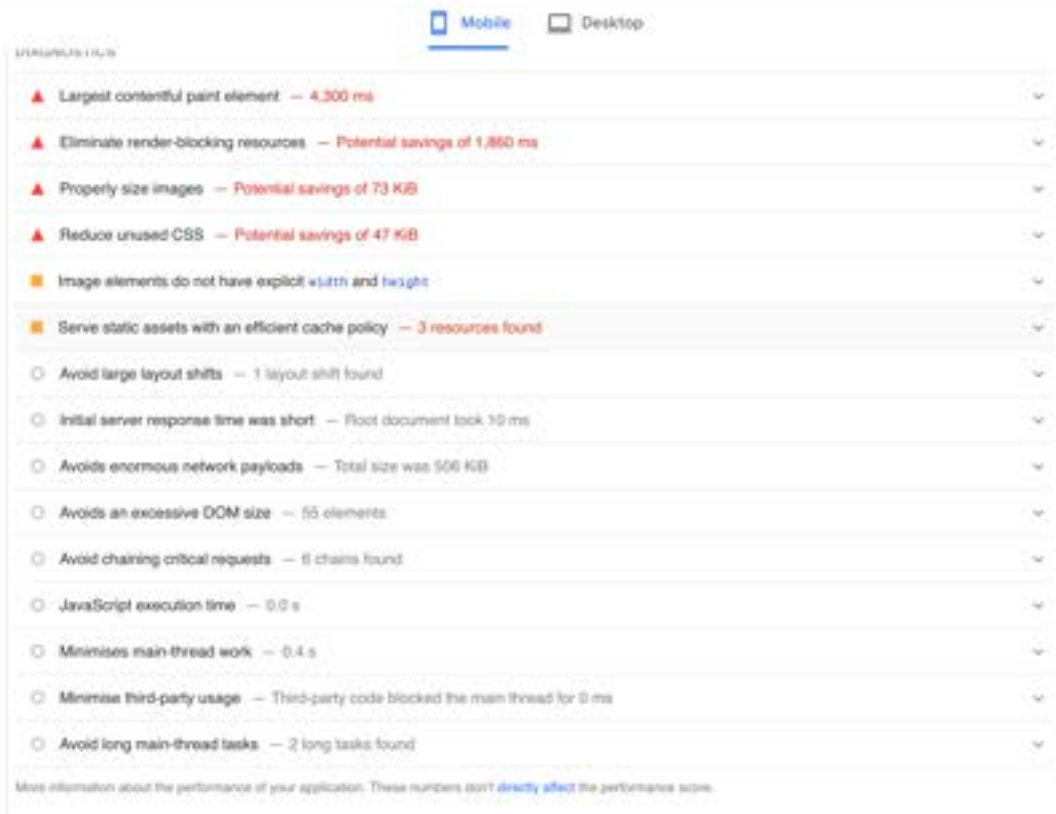 Mobile Desktop
DIAGNOSTICS
Largest contentful paint element — 4,300 ms
Eliminate render-blocking resources — Potential savings of 1,860 ms
Properly size images — Potential savings of 73 KiB
Reduce unused CSS — Potential savings of 47 KiB
Image elements do not have explicit width and height
Serve static assets with an efficient cache policy — 3 resources found
Avoid large layout shifts — 1 layout shift found
Initial server response time was short — Root document took 10 ms
Avoids enormous network payloads — Total size was 506 KiB
Avoids an excessive DOM size — 55 elements
Avoid chaining critical requests — 6 chains found
JavaScript execution time — 0.0 s
Minimises main-thread work — 0.4 s
Minimise third-party usage — Third-party code blocked the main thread for 0 ms
Avoid long main-thread tasks — 2 long tasks found
More information about the performance of your application. These numbers don't directly affect the performance score.